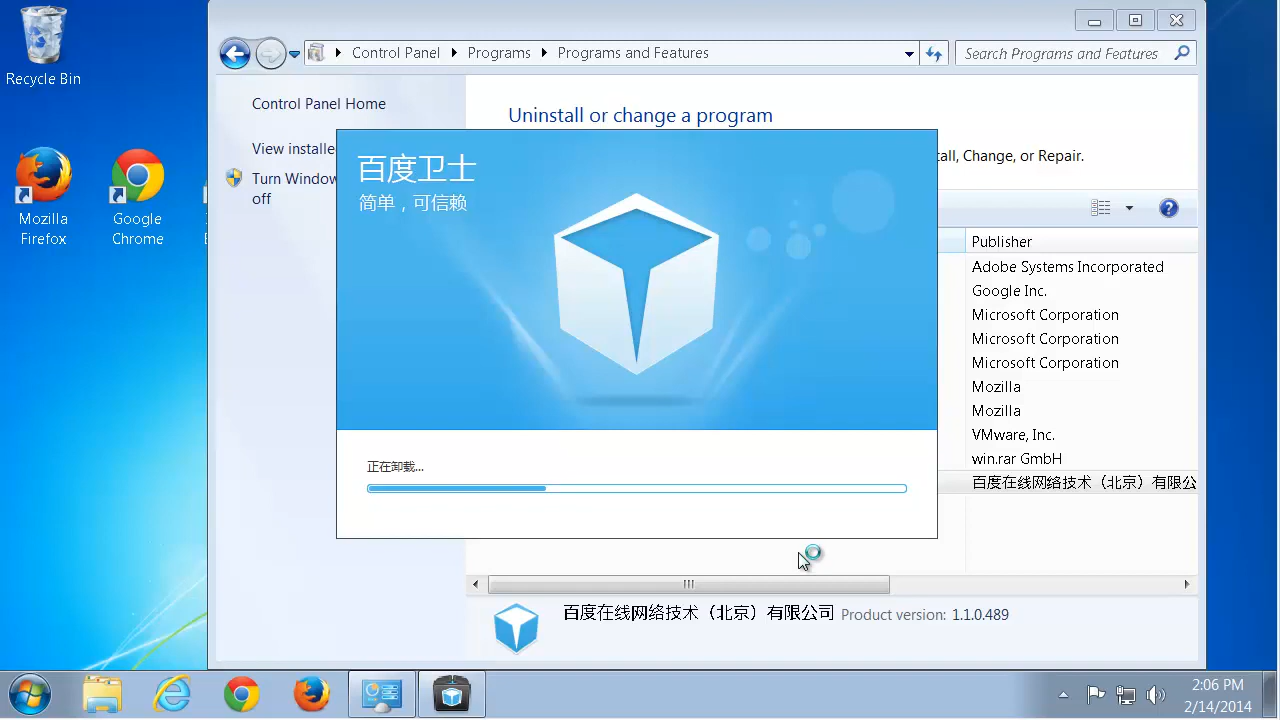 Recycle Bin
Mozilla
Firefox
Google
Chrome
Control Panel
Programs
Programs and Features
Search Programs and Features
Control Panel Home
View installe
Turn Window
off
Uninstall or change a program
tall, Change, or Repair.
百度卫士
简单，可信赖
正在卸载...
Publisher
Adobe Systems Incorporated
Google Inc.
Microsoft Corporation
Microsoft Corporation
Microsoft Corporation
Mozilla
Mozilla
VMware, Inc.
win.rar GmbH
百度在线网络技术（北京）有限公
百度在线网络技术（北京）有限公司 Product version: 1.1.0.489
2:06 PM
2/14/2014